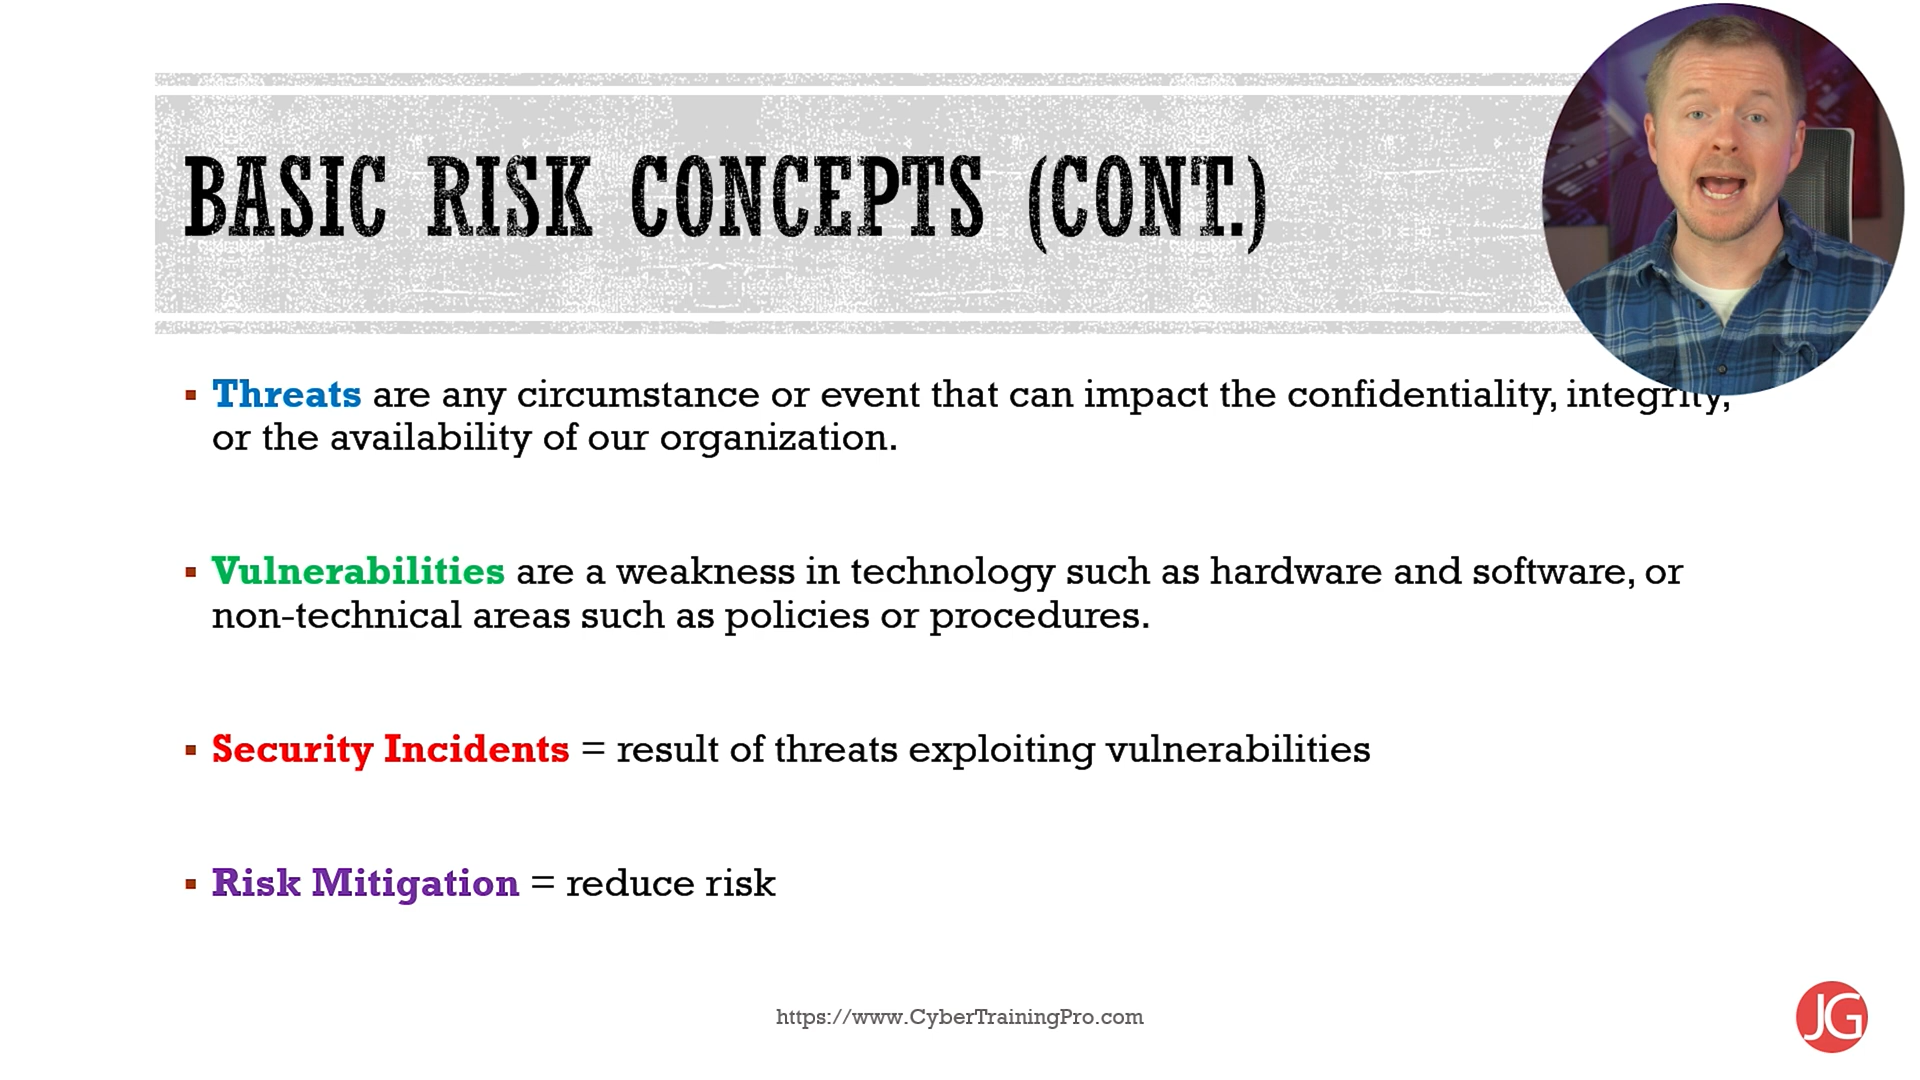 BASIC RISK CONCEPTS (CONT.)
▪ Threats are any circumstance or event that can impact the confidentiality, integrity,
or the availability of our organization.
▪ Vulnerabilities are a weakness in technology such as hardware and software, or
non-technical areas such as policies or procedures.
▪ Security Incidents = result of threats exploiting vulnerabilities
▪ Risk Mitigation = reduce risk
https://www.CyberTrainingPro.com
JG